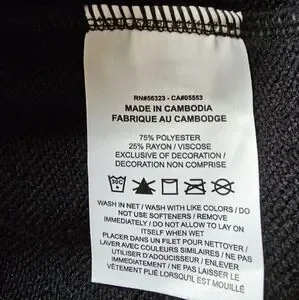 RN#56323 - CA#05553
MADE IN CAMBODIA
FABRIQUE AU CAMBODGE
75% POLYESTER
25% RAYON / VISCOSE
EXCLUSIVE OF DECORATION /
DECORATION NON COMPRISE
30C
WASH IN NET / WASH WITH LIKE COLORS / DO
NOT USE SOFTENERS / REMOVE
IMMEDIATELY / DO NOT ALLOW TO LAY ON
ITSELF WHEN WET
PLACER DANS UN FILET POUR NETTOYER /
LAVER AVEC COULEURS SIMILAIRES / NE PAS
UTILISER D'ADOUCISSEUR / ENLEVER
IMMÉDIATEMENT / NE PAS LAISSER LE
VÊTEMENT PLIÉ LORSQU'IL EST MOUILLÉ